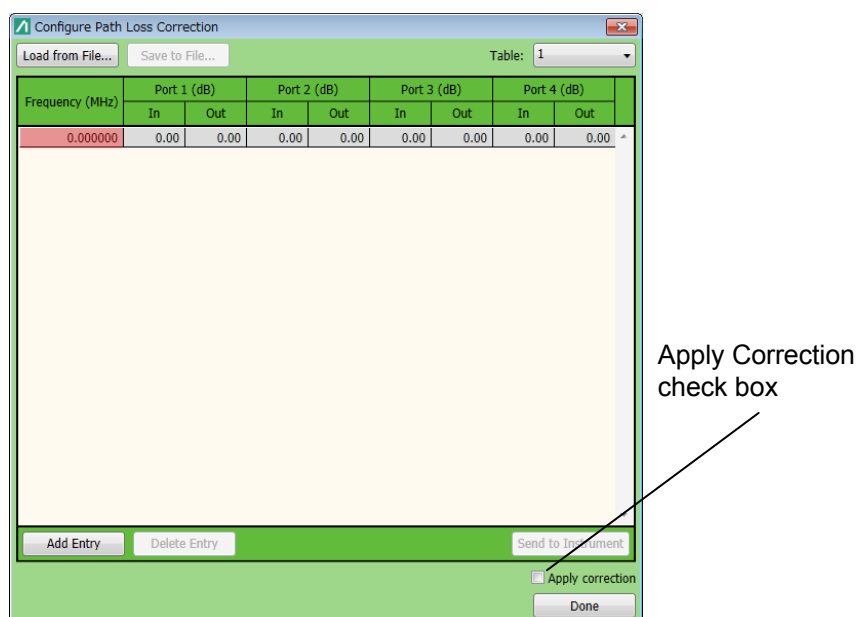 Configure Path Loss Correction
Load from File... Save to File... Table: 1
Frequency (MHz) Port 1 (dB) Port 2 (dB) Port 3 (dB) Port 4 (dB)
In Out In Out In Out In Out
0.000000 0.00 0.00 0.00 0.00 0.00 0.00 0.00 0.00
Apply Correction
check box
Add Entry Delete Entry Send to Instrument
Apply correction
Done